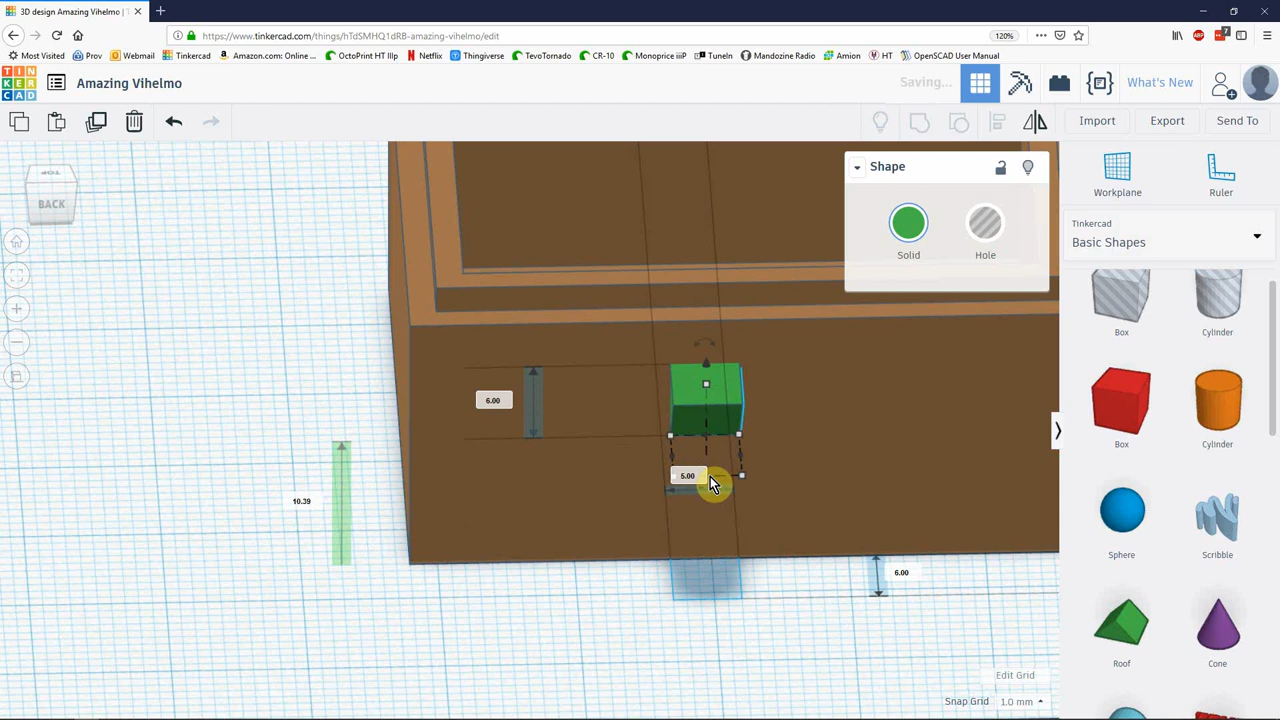 3D design Amazing Vihelmo | T
https://www.tinkercad.com/things/hTdSMHQ1dRB-amazing-vihelmo/edit
120%
Most Visited
Prov
Webmail
Tinkercad
Amazon.com: Online ...
OctoPrint HT IIIp
Netflix
Thingiverse
TevoTornado
CR-10
Monoprice iiiP
TuneIn
Mandozine Radio
Amion
HT
OpenSCAD User Manual
TIN
KER
CAD
Amazing Vihelmo
Saving...
What's New
Import
Export
Send To
TOP
BACK
Shape
Solid
Hole
Workplane
Ruler
Tinkercad
Basic Shapes
Box
Cylinder
Box
Cylinder
Sphere
Scribble
Roof
Cone
6.00
5.00
10.39
6.00
Edit Grid
Snap Grid
1.0 mm